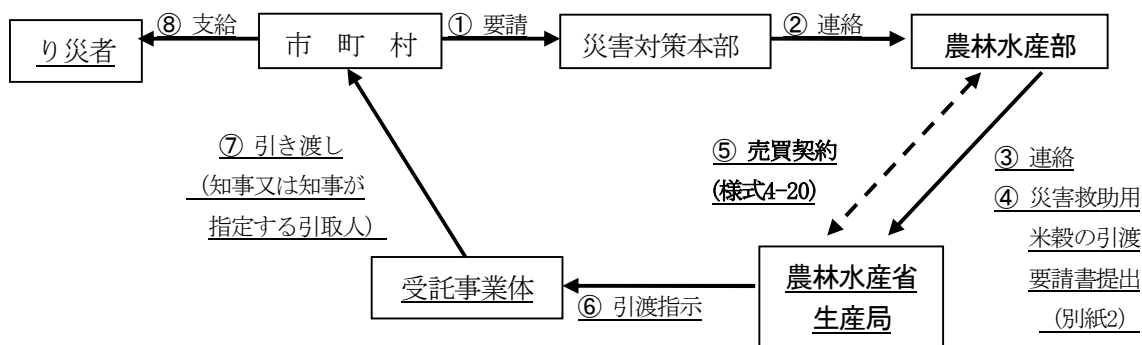 ⑧ 支給
① 要請
② 連絡
り災者
市 町 村
災害対策本部
農林水産部
⑦ 引き渡し
(知事又は知事が
指定する引取人)
⑤ 売買契約
(様式4-20)
③ 連絡
④ 災害救助用
米穀の引渡
要請書提出
(別紙2)
受託事業体
⑥ 引渡指示
農林水産省
生産局